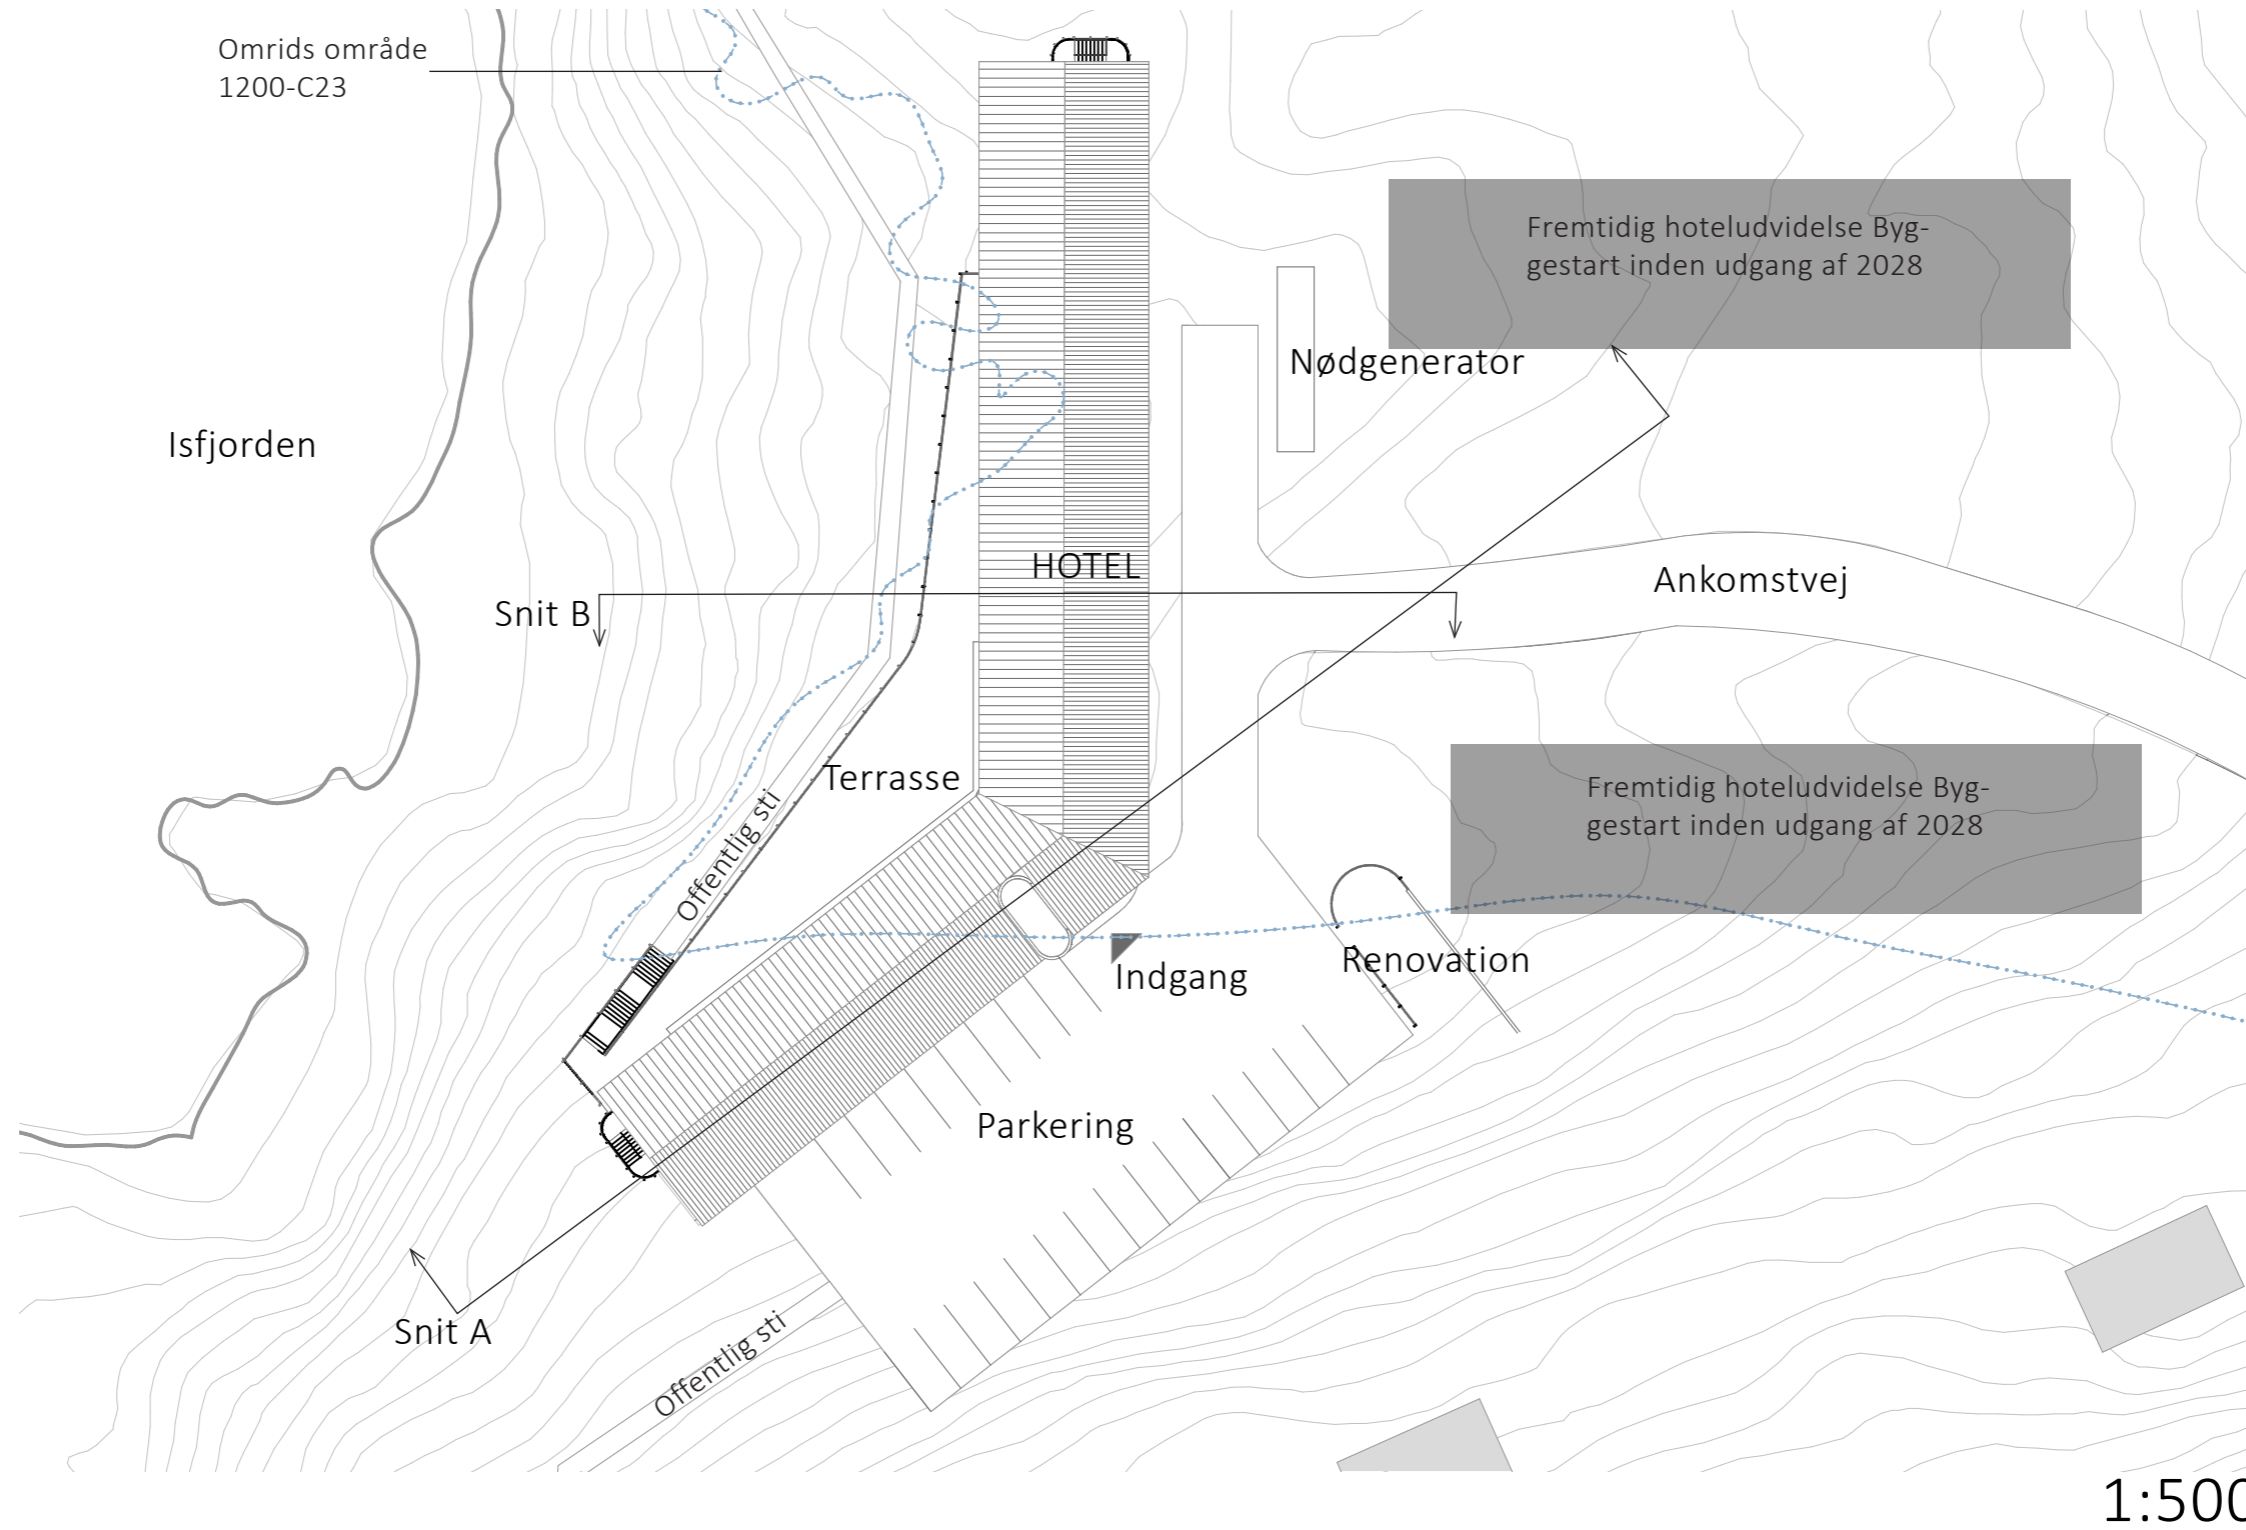 Omrids område
1200-C23
Fremtidig hoteludvidelse Byg-
gestart inden udgang af 2028
Nødgenerator
Isfjorden
HOTEL
Ankomstvej
Snit B
Terrasse
Fremtidig hoteludvidelse Byg-
gestart inden udgang af 2028
Offentlig sti
Indgang
Renovation
Parkering
Snit A
Offentlig sti
1:500